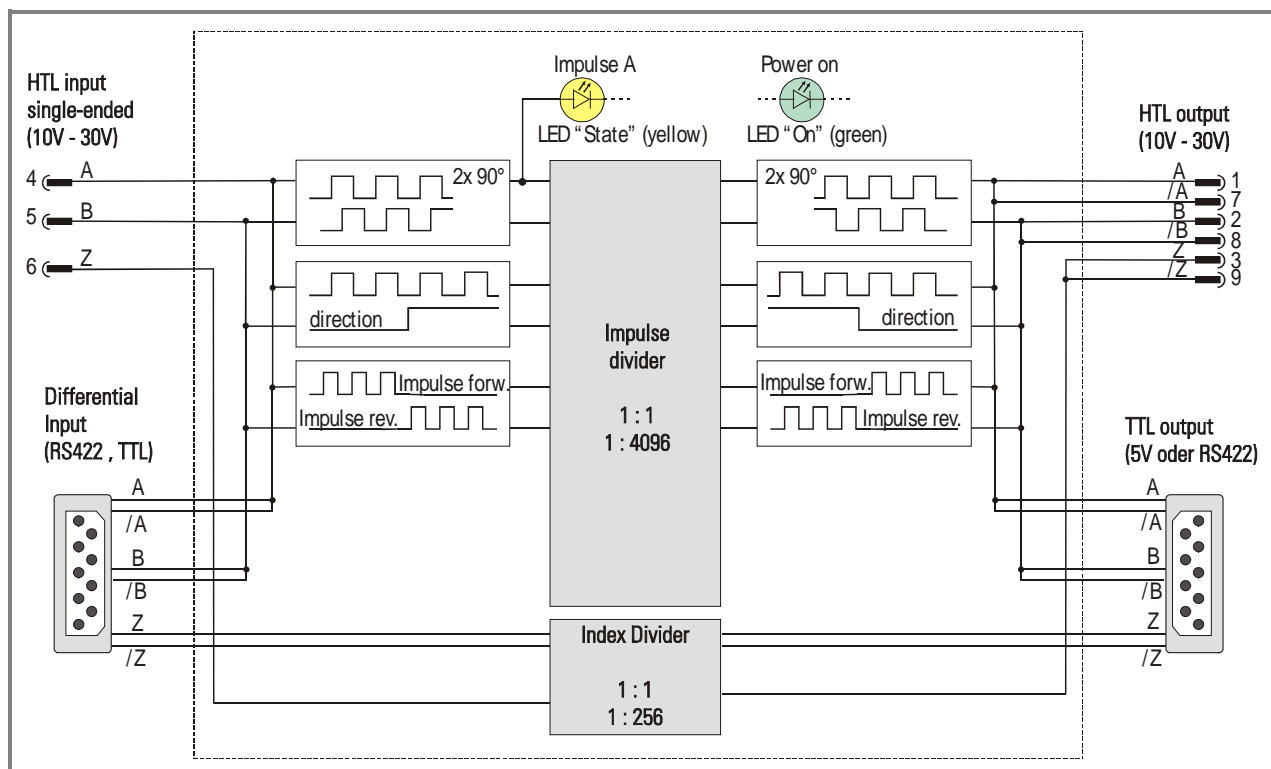 Impulse A
Power on
LED "State" (yellow)
LED "On" (green)
HTL input
single-ended
(10V - 30V)
4 A
5 B
6 Z
HTL output
(10V - 30V)
A 1
/A 7
B 2
/B 8
Z 3
/Z 9
2x 90°
2x 90°
direction
direction
Impulse forw.
Impulse rev.
Impulse forw.
Impulse rev.
Impulse
divider
1 : 1
1 : 4096
Differential
Input
(RS422 , TTL)
A
/A
B
/B
Z
/Z
TTL output
(5V oder RS422)
A
/A
B
/B
Z
/Z
Index Divider
1 : 1
1 : 256